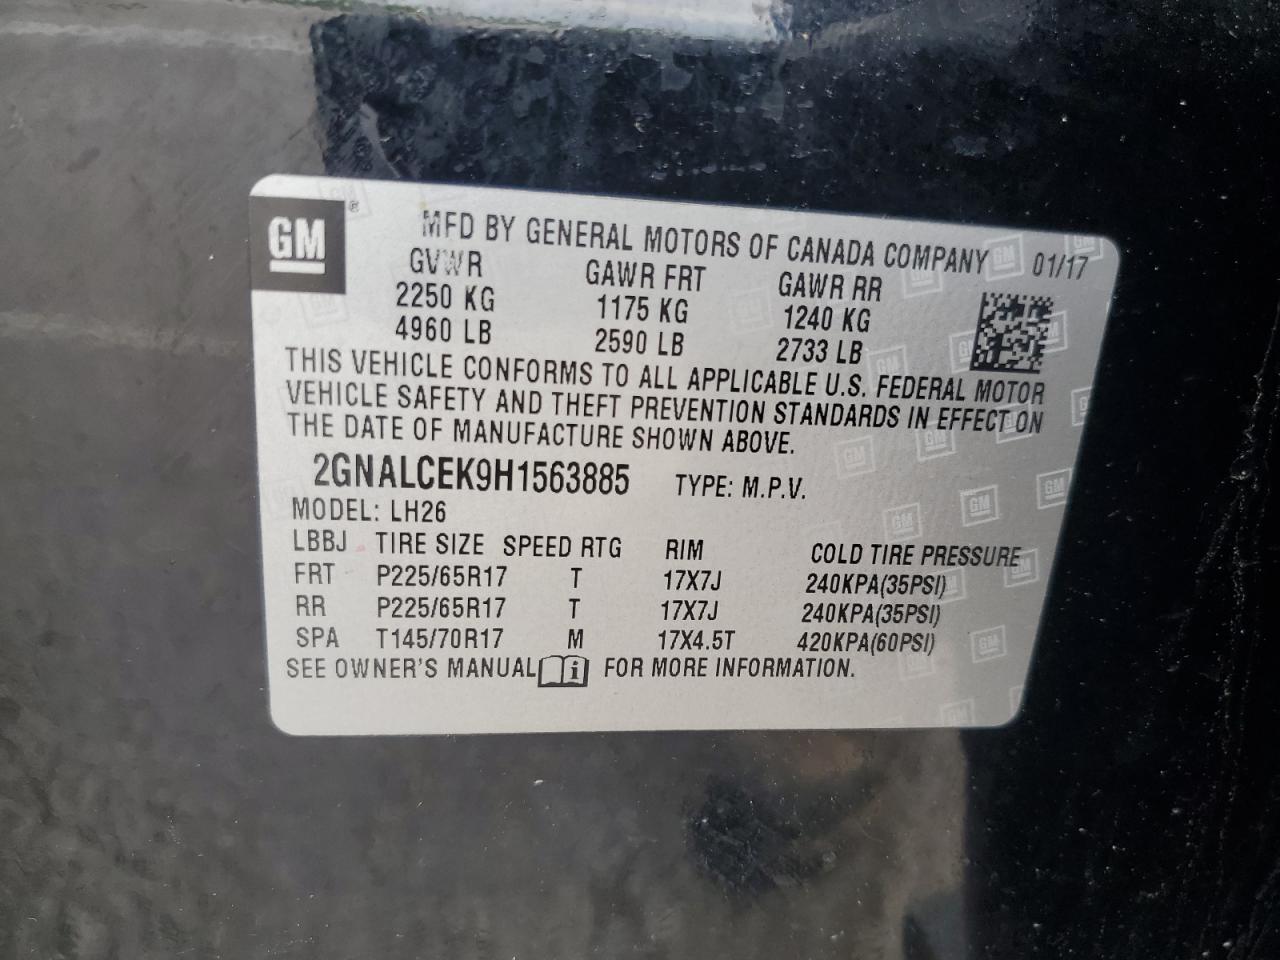 GM ® MFD BY GENERAL MOTORS OF CANADA COMPANY 01/17
GVWR GAWR FRT GAWR RR
2250 KG 1175 KG 1240 KG
4960 LB 2590 LB 2733 LB
THIS VEHICLE CONFORMS TO ALL APPLICABLE U.S. FEDERAL MOTOR
VEHICLE SAFETY AND THEFT PREVENTION STANDARDS IN EFFECT ON
THE DATE OF MANUFACTURE SHOWN ABOVE.
2GNALCEK9H1563885 TYPE: M.P.V.
MODEL: LH26
LBBJ TIRE SIZE SPEED RTG RIM COLD TIRE PRESSURE
FRT P225/65R17 T 17X7J 240KPA(35PSI)
RR P225/65R17 T 17X7J 240KPA(35PSI)
SPA T145/70R17 M 17X4.5T 420KPA(60PSI)
SEE OWNER'S MANUAL i FOR MORE INFORMATION.